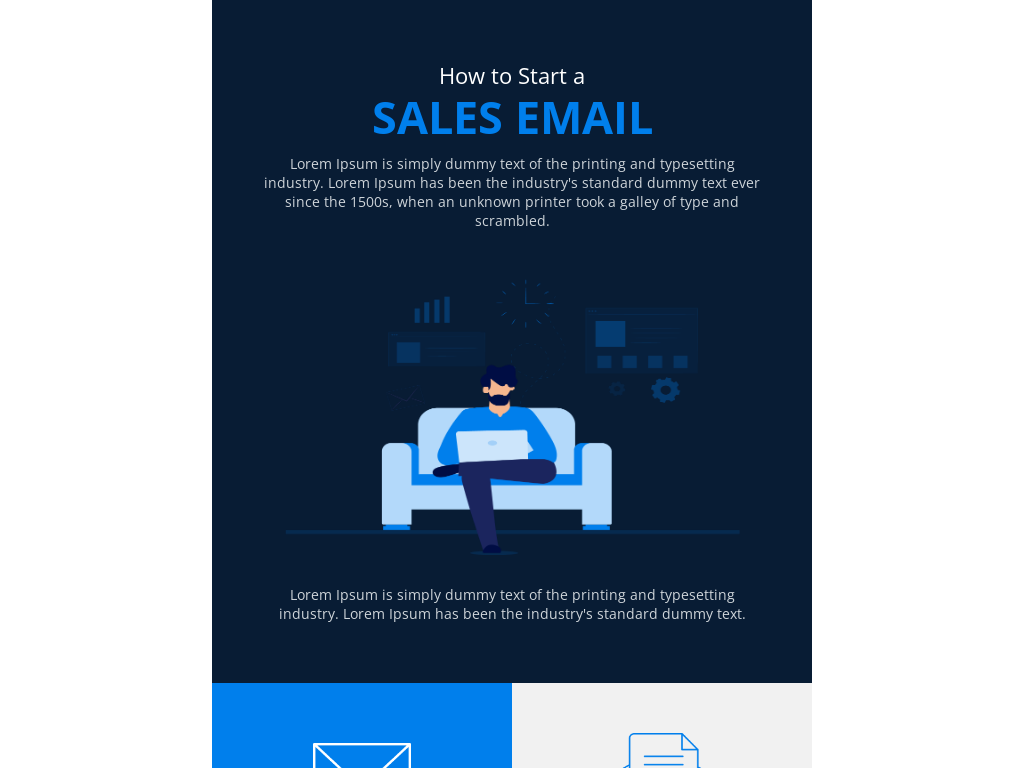 How to Start a
SALES EMAIL
Lorem Ipsum is simply dummy text of the printing and typesetting
industry. Lorem Ipsum has been the industry's standard dummy text ever
since the 1500s, when an unknown printer took a galley of type and
scrambled.
Lorem Ipsum is simply dummy text of the printing and typesetting
industry. Lorem Ipsum has been the industry's standard dummy text.